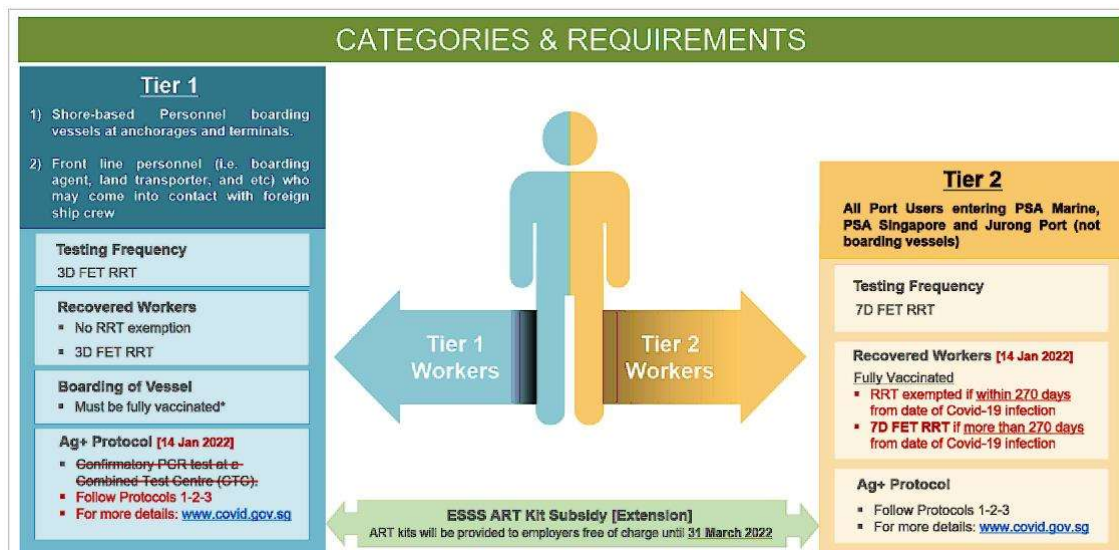 CATEGORIES & REQUIREMENTS
Tier 1
1) Shore-based Personnel boarding
vessels at anchorages and terminals.
2) Front line personnel (i.e. boarding
agent, land transporter, and etc) who
may come into contact with foreign
ship crew
Testing Frequency
3D FET RRT
Recovered Workers
▪ No RRT exemption
▪ 3D FET RRT
Boarding of Vessel
▪ Must be fully vaccinated*
Ag+ Protocol [14 Jan 2022]
▪ Confirmatory PCR test at a
Combined Test Centre (CTC).
▪ Follow Protocols 1-2-3
▪ For more details: www.covid.gov.sg
Tier 1
Workers
Tier 2
Workers
ESSS ART Kit Subsidy [Extension]
ART kits will be provided to employers free of charge until 31 March 2022
Tier 2
All Port Users entering PSA Marine,
PSA Singapore and Jurong Port (not
boarding vessels)
Testing Frequency
7D FET RRT
Recovered Workers [14 Jan 2022]
Fully Vaccinated
▪ RRT exempted if within 270 days
from date of Covid-19 infection
▪ 7D FET RRT if more than 270 days
from date of Covid-19 infection
Ag+ Protocol
▪ Follow Protocols 1-2-3
▪ For more details: www.covid.gov.sg